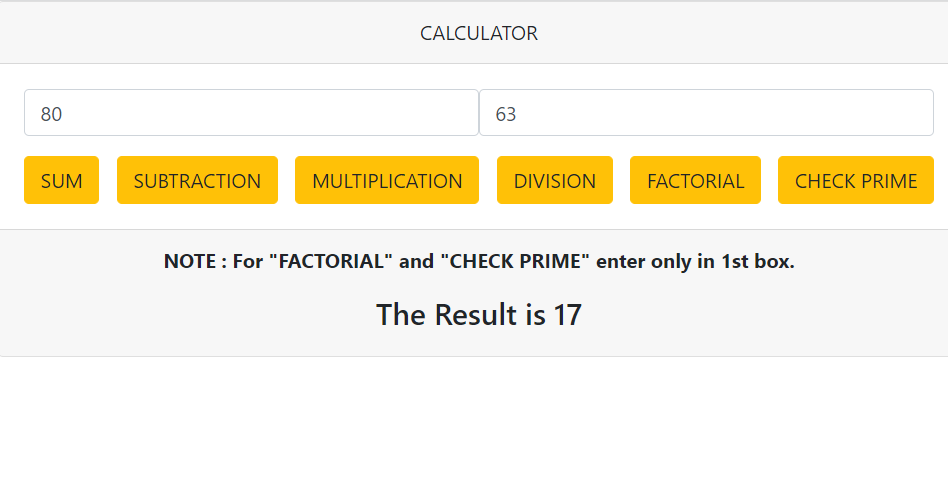 CALCULATOR
80 63
SUM SUBTRACTION MULTIPLICATION DIVISION FACTORIAL CHECK PRIME
NOTE : For "FACTORIAL" and "CHECK PRIME" enter only in 1st box.
The Result is 17